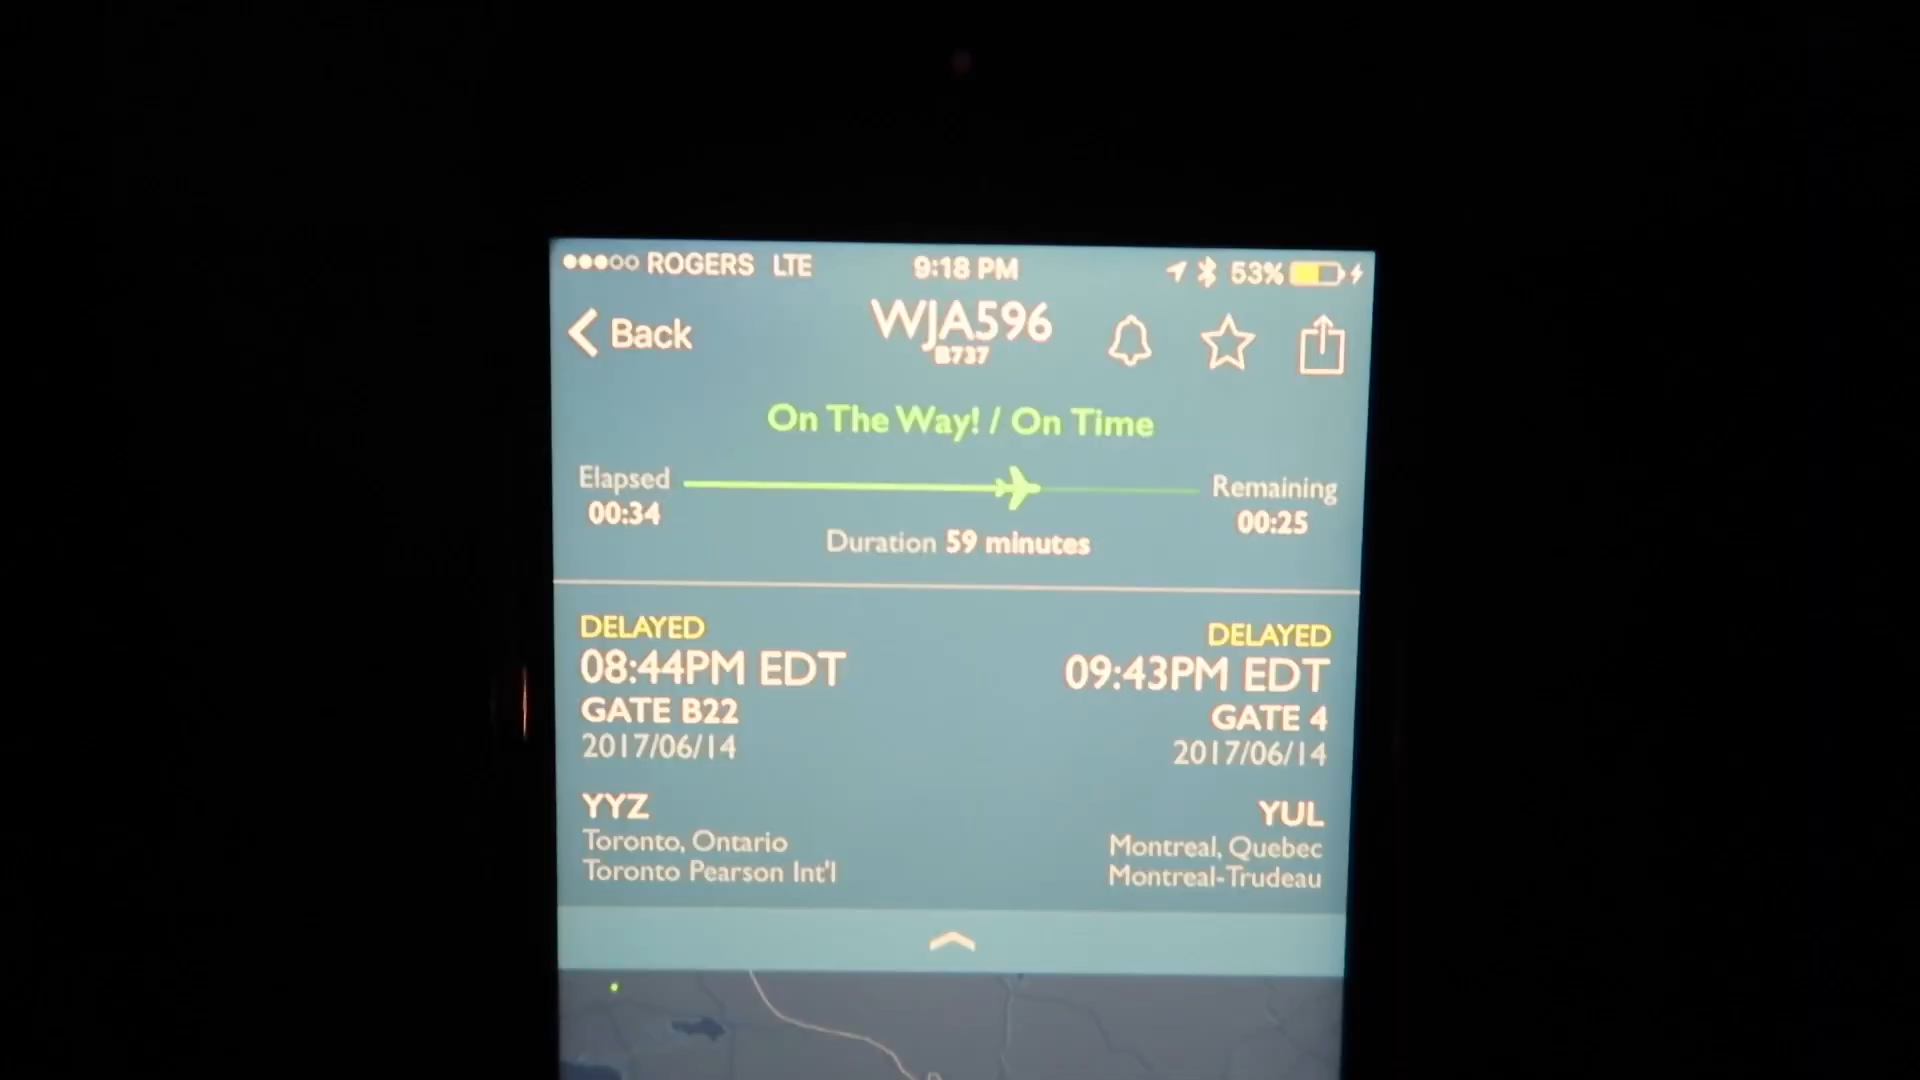 ROGERS LTE 9:18 PM 53%
Back WJA596
B737
On The Way! / On Time
Elapsed Remaining
00:34 00:25
Duration 59 minutes
DELAYED DELAYED
08:44PM EDT 09:43PM EDT
GATE B22 GATE 4
2017/06/14 2017/06/14
YYZ YUL
Toronto, Ontario Montreal, Quebec
Toronto Pearson Int'l Montreal-Trudeau